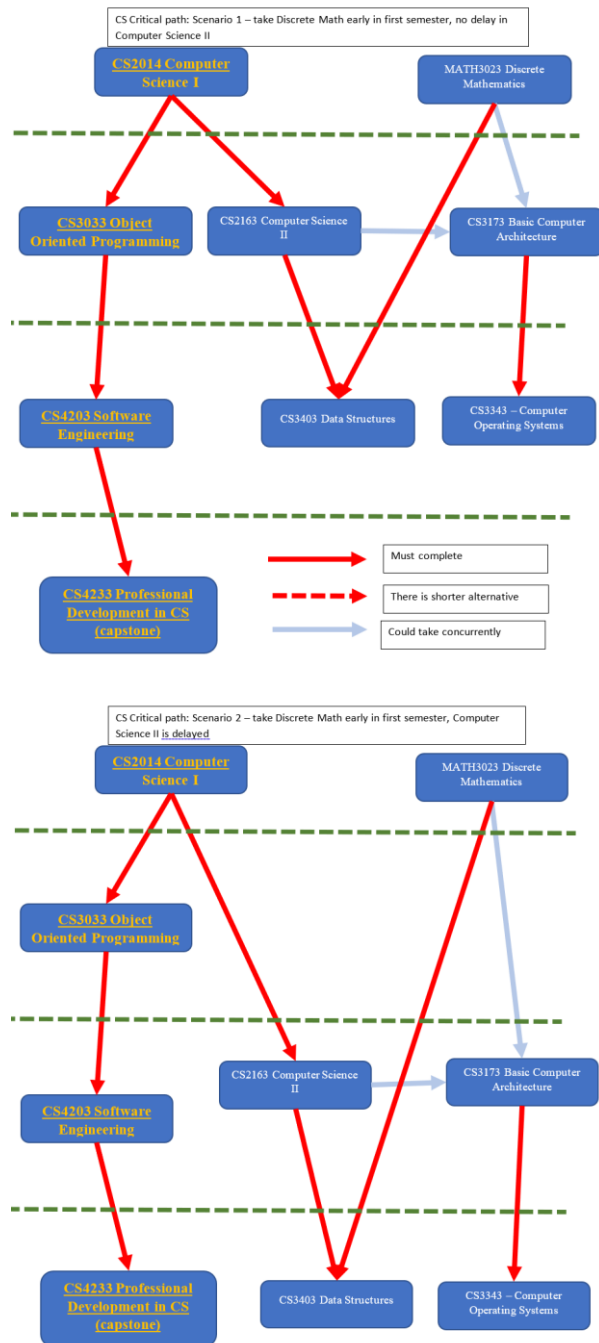 CS Critical path: Scenario 1 – take Discrete Math early in first semester, no delay in
Computer Science II
CS2014 Computer
Science I
MATH3023 Discrete
Mathematics
CS3033 Object
Oriented Programming
CS2163 Computer Science
II
CS3173 Basic Computer
Architecture
CS4203 Software
Engineering
CS3403 Data Structures
CS3343 – Computer
Operating Systems
CS4233 Professional
Development in CS
(capstone)
Must complete
There is shorter alternative
Could take concurrently
CS Critical path: Scenario 2 – take Discrete Math early in first semester, Computer
Science II is delayed
CS2014 Computer
Science I
MATH3023 Discrete
Mathematics
CS3033 Object
Oriented Programming
CS2163 Computer Science
II
CS3173 Basic Computer
Architecture
CS4203 Software
Engineering
CS4233 Professional
Development in CS
(capstone)
CS3403 Data Structures
CS3343 – Computer
Operating Systems